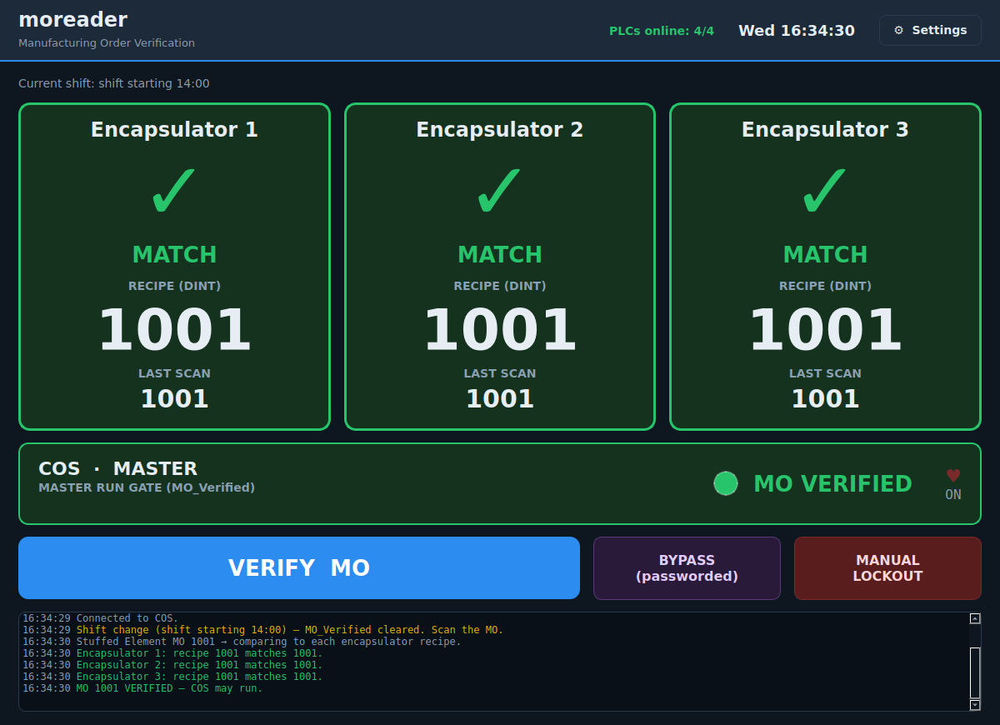 moreader
Manufacturing Order Verification
PLCs online: 4/4
Wed 16:34:30
⚙ Settings
Current shift: shift starting 14:00
Encapsulator 1
✓
MATCH
RECIPE (DINT)
1001
LAST SCAN
1001
Encapsulator 2
✓
MATCH
RECIPE (DINT)
1001
LAST SCAN
1001
Encapsulator 3
✓
MATCH
RECIPE (DINT)
1001
LAST SCAN
1001
COS · MASTER
MASTER RUN GATE (MO_Verified)
MO VERIFIED
♥
ON
VERIFY MO
BYPASS
(passworded)
MANUAL
LOCKOUT
16:34:29 Connected to COS.
16:34:29 Shift change (shift starting 14:00) — MO_Verified cleared. Scan the MO.
16:34:30 Stuffed Element MO 1001 → comparing to each encapsulator recipe.
16:34:30 Encapsulator 1: recipe 1001 matches 1001.
16:34:30 Encapsulator 2: recipe 1001 matches 1001.
16:34:30 Encapsulator 3: recipe 1001 matches 1001.
16:34:30 MO 1001 VERIFIED — COS may run.